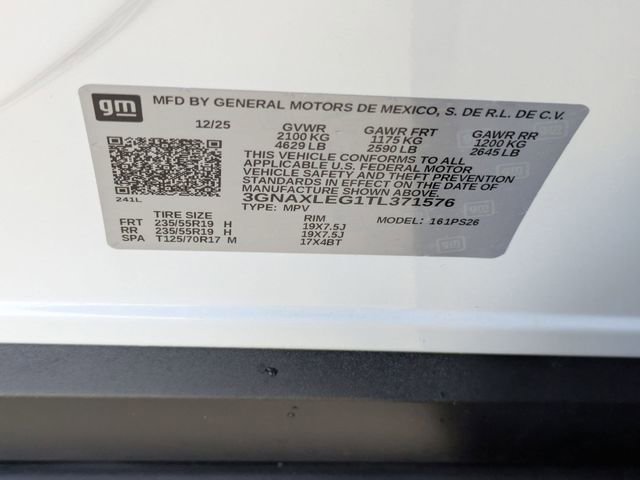 gm MFD BY GENERAL MOTORS DE MEXICO, S. DE R.L. DE C.V.
12/25 GVWR GAWR FRT GAWR RR
2100 KG 1175 KG 1200 KG
4629 LB 2590 LB 2645 LB
THIS VEHICLE CONFORMS TO ALL
APPLICABLE U.S. FEDERAL MOTOR
VEHICLE SAFETY AND THEFT PREVENTION
STANDARDS IN EFFECT ON THE DATE OF
MANUFACTURE SHOWN ABOVE.
241L 3GNAXLEG1TL371576
TYPE: MPV MODEL: 161PS26
TIRE SIZE RIM
FRT 235/55R19 H 19X7.5J
RR 235/55R19 H 19X7.5J
SPA T125/70R17 M 17X4BT